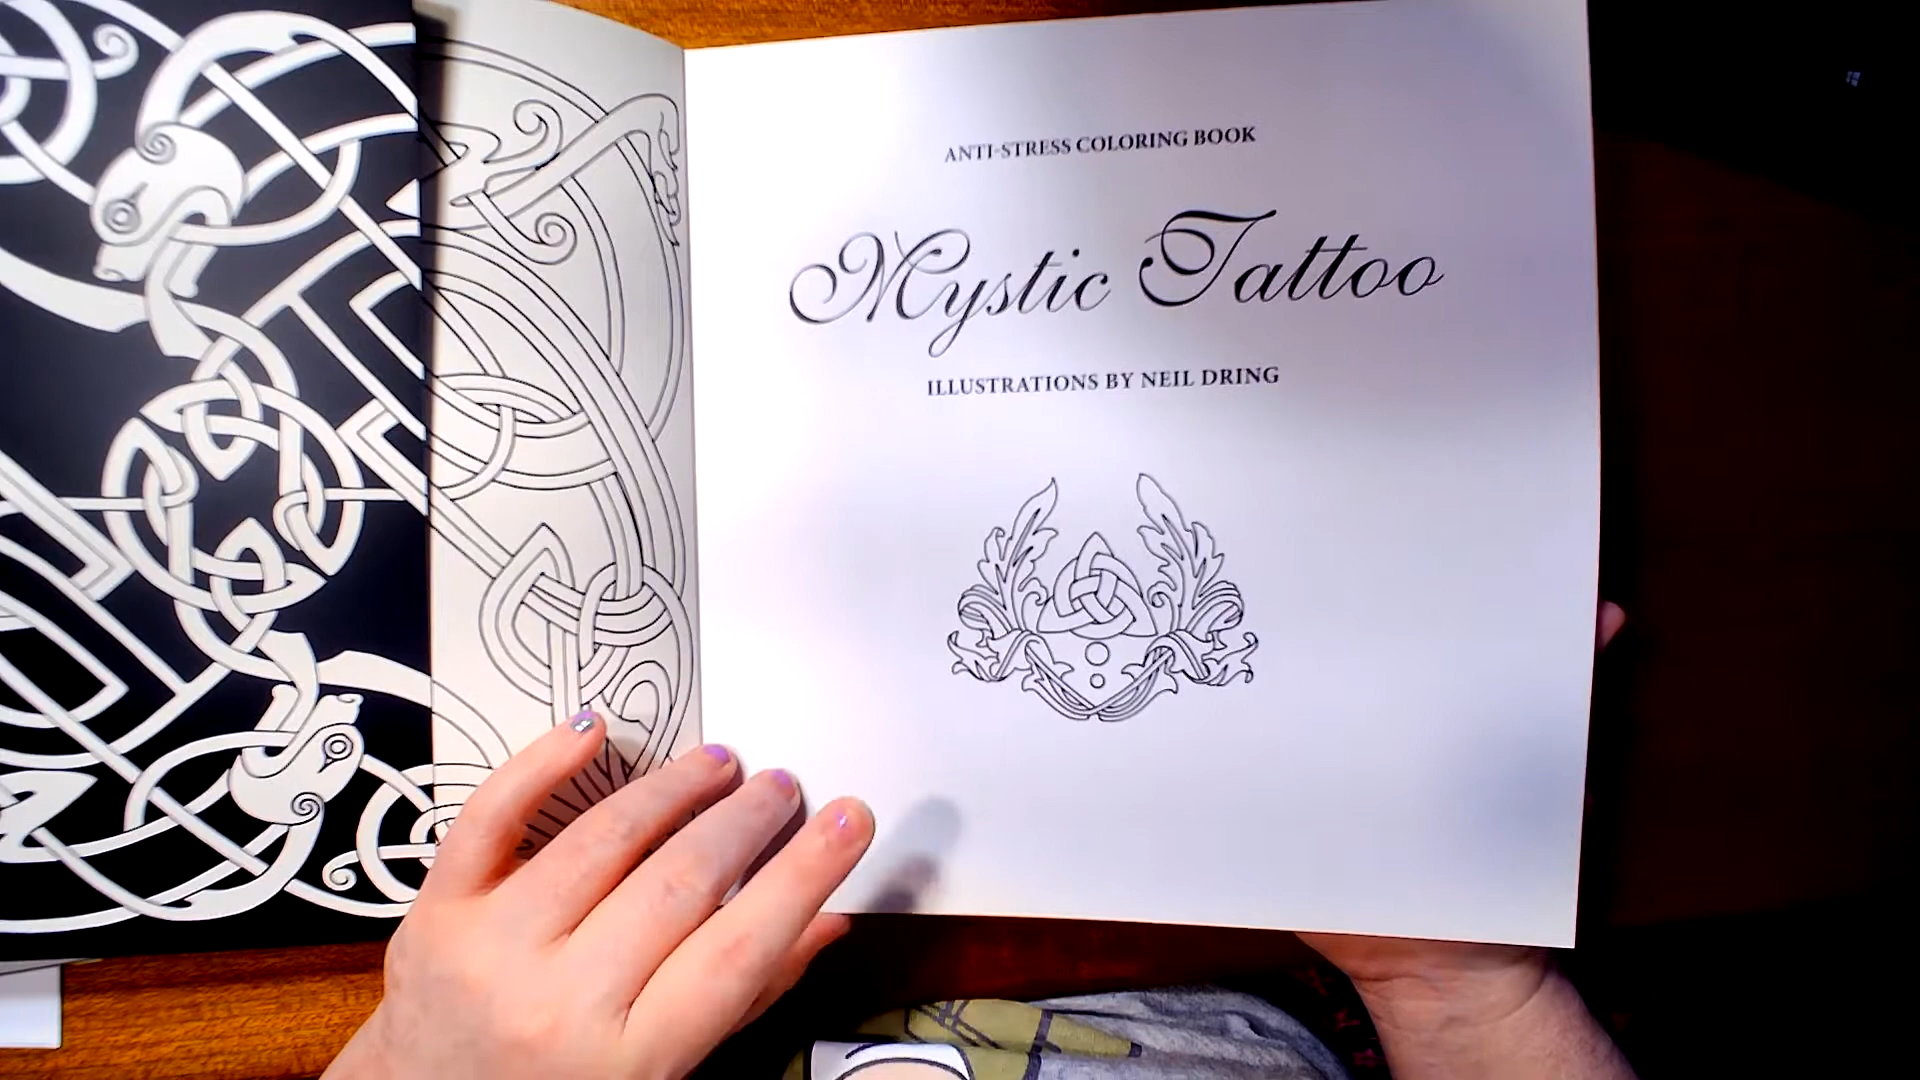 ANTI-STRESS COLORING BOOK
Mystic Tattoo
ILLUSTRATIONS BY NEIL DRING